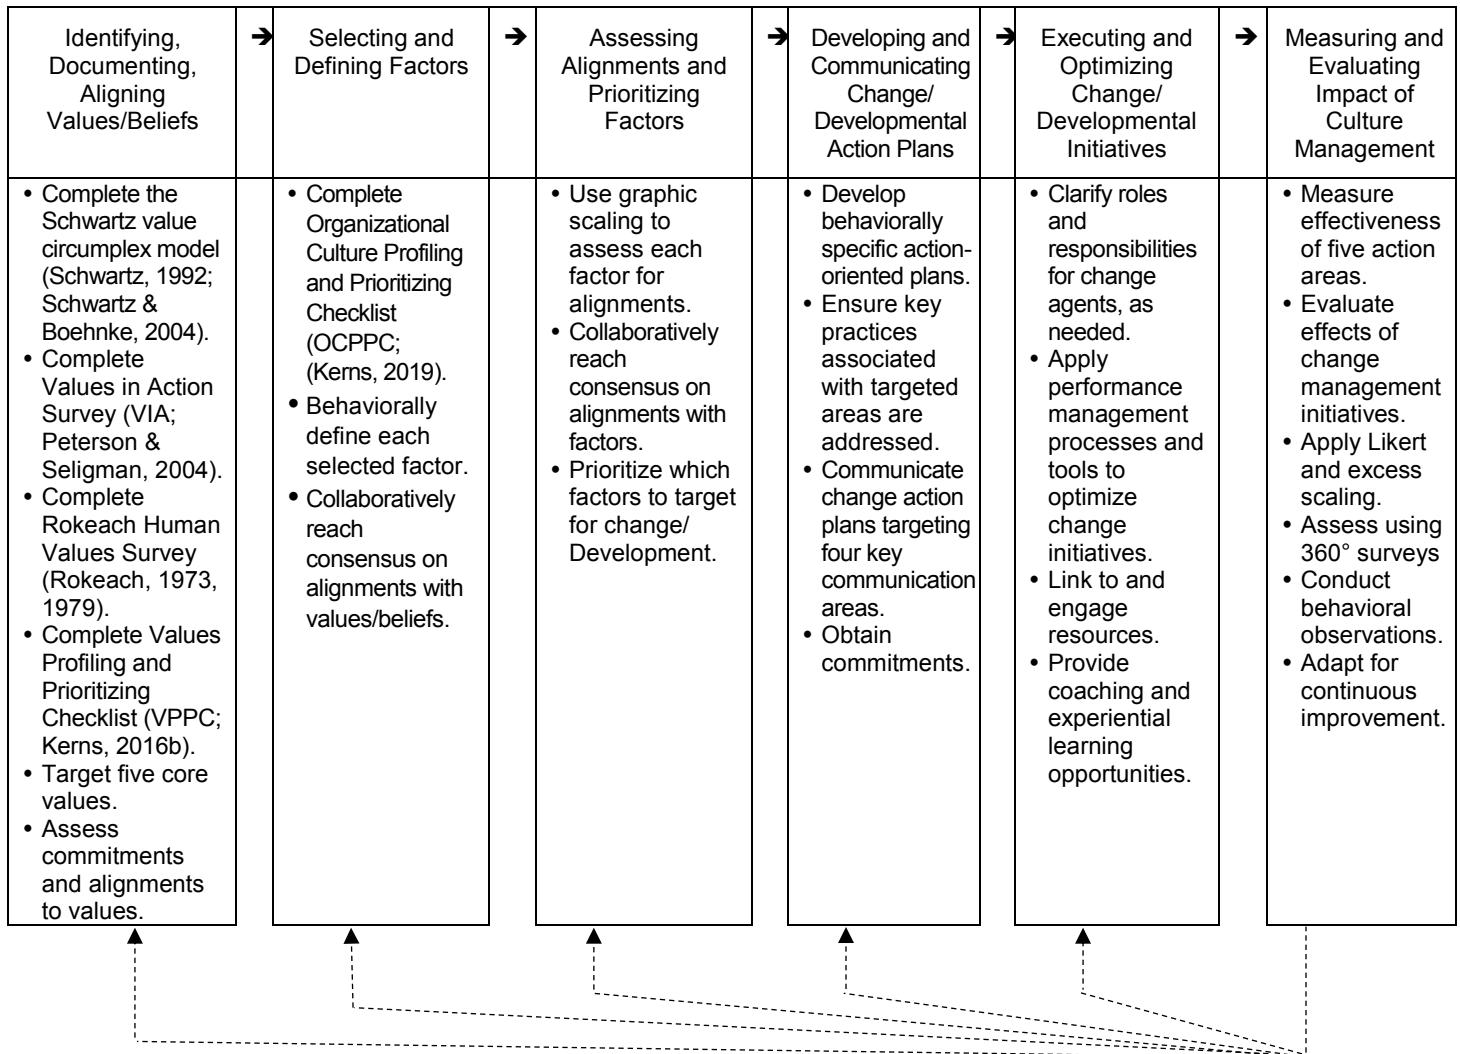 Identifying,
Documenting,
Aligning
Values/Beliefs
➔
Selecting and
Defining Factors
➔
Assessing
Alignments and
Prioritizing
Factors
➔
Developing and
Communicating
Change/
Developmental
Action Plans
➔
Executing and
Optimizing
Change/
Developmental
Initiatives
➔
Measuring and
Evaluating
Impact of
Culture
Management
• Complete the
Schwartz value
circumplex model
(Schwartz, 1992;
Schwartz &
Boehnke, 2004).
• Complete
Values in Action
Survey (VIA;
Peterson &
Seligman, 2004).
• Complete
Rokeach Human
Values Survey
(Rokeach, 1973,
1979).
• Complete Values
Profiling and
Prioritizing
Checklist (VPPC;
Kerns, 2016b).
• Target five core
values.
• Assess
commitments
and alignments
to values.
• Complete
Organizational
Culture Profiling
and Prioritizing
Checklist
(OCPPC;
(Kerns, 2019).
• Behaviorally
define each
selected factor.
• Collaboratively
reach
consensus on
alignments with
values/beliefs.
• Use graphic
scaling to
assess each
factor for
alignments.
• Collaboratively
reach
consensus on
alignments with
factors.
• Prioritize which
factors to target
for change/
Development.
• Develop
behaviorally
specific action-
oriented plans.
• Ensure key
practices
associated
with targeted
areas are
addressed.
• Communicate
change action
plans targeting
four key
communication
areas.
• Obtain
commitments.
• Clarify roles
and
responsibilities
for change
agents, as
needed.
• Apply
performance
management
processes and
tools to
optimize
change
initiatives.
• Link to and
engage
resources.
• Provide
coaching and
experiential
learning
opportunities.
• Measure
effectiveness
of five action
areas.
• Evaluate
effects of
change
management
initiatives.
• Apply Likert
and excess
scaling.
• Assess using
360° surveys
• Conduct
behavioral
observations.
• Adapt for
continuous
improvement.